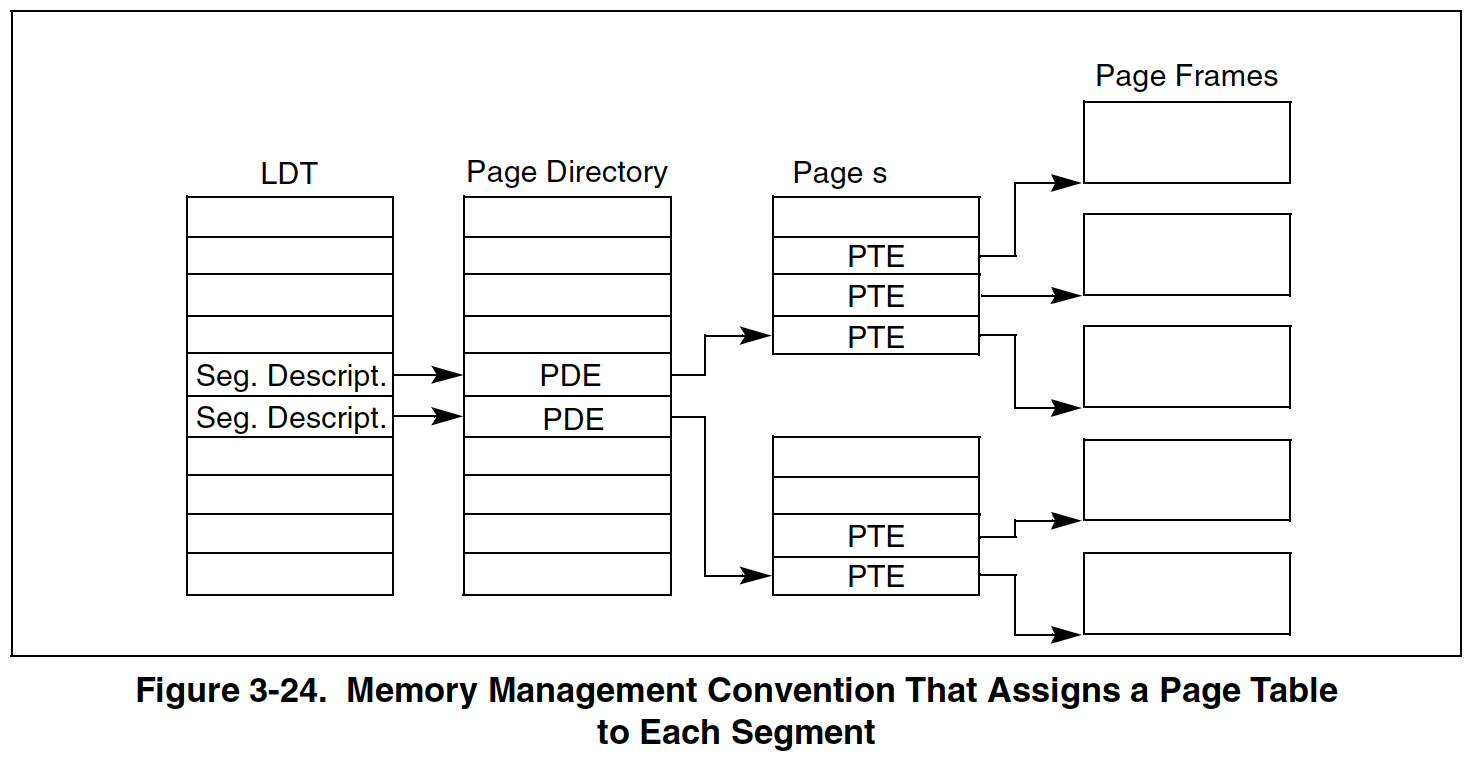 Page Frames
LDT
Page Directory
Page s
PTE
PTE
PTE
Seg. Descript.
PDE
Seg. Descript.
PDE
PTE
PTE
Figure 3-24. Memory Management Convention That Assigns a Page Table
to Each Segment